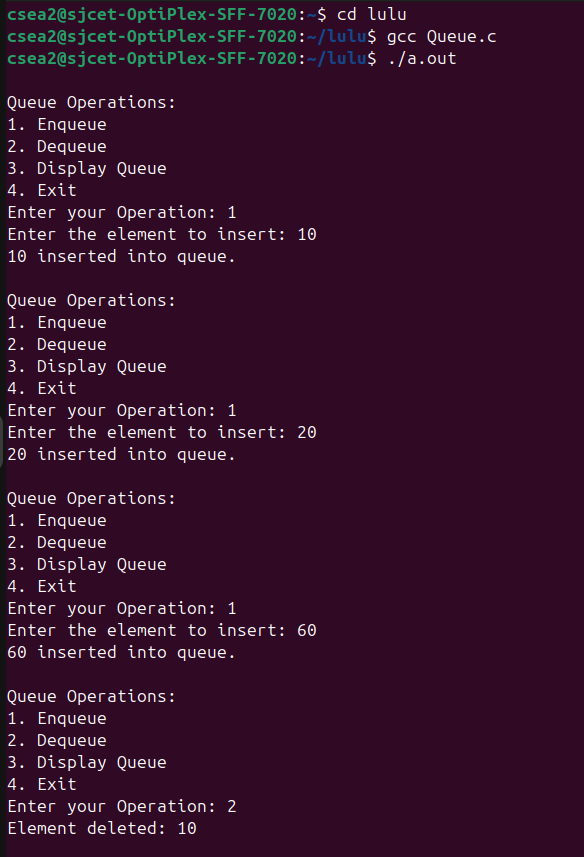 csea2@sjcet-OptiPlex-SFF-7020:~$ cd lulu
csea2@sjcet-OptiPlex-SFF-7020:~/lulu$ gcc Queue.c
csea2@sjcet-OptiPlex-SFF-7020:~/lulu$ ./a.out

Queue Operations:
1. Enqueue
2. Dequeue
3. Display Queue
4. Exit
Enter your Operation: 1
Enter the element to insert: 10
10 inserted into queue.

Queue Operations:
1. Enqueue
2. Dequeue
3. Display Queue
4. Exit
Enter your Operation: 1
Enter the element to insert: 20
20 inserted into queue.

Queue Operations:
1. Enqueue
2. Dequeue
3. Display Queue
4. Exit
Enter your Operation: 1
Enter the element to insert: 60
60 inserted into queue.

Queue Operations:
1. Enqueue
2. Dequeue
3. Display Queue
4. Exit
Enter your Operation: 2
Element deleted: 10